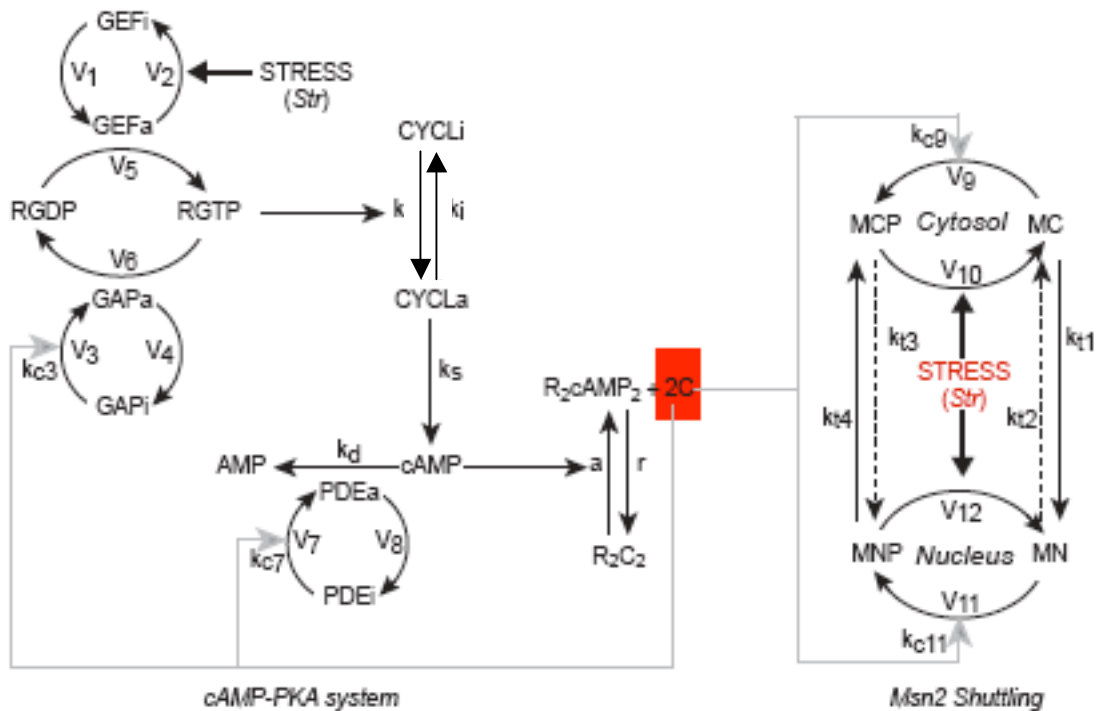 GEFi
V1 V2
STRESS
(Str)
GEFa
V5
RGDP RGTP
V6
GAPa
kc3 V3 V4
GAPi
CYCLi
k ki
CYCLa
ks
AMP kd cAMP
PDEa
kc7 V7 V8
PDEi
R2cAMP2 + 2C
a r
R2C2
cAMP-PKA system
kc9
V9
MCP Cytosol MC
V10
kt3 kt1
STRESS
(Str)
kt4 kt2
V12
MNP Nucleus MN
V11
kc11
Msn2 Shuttling